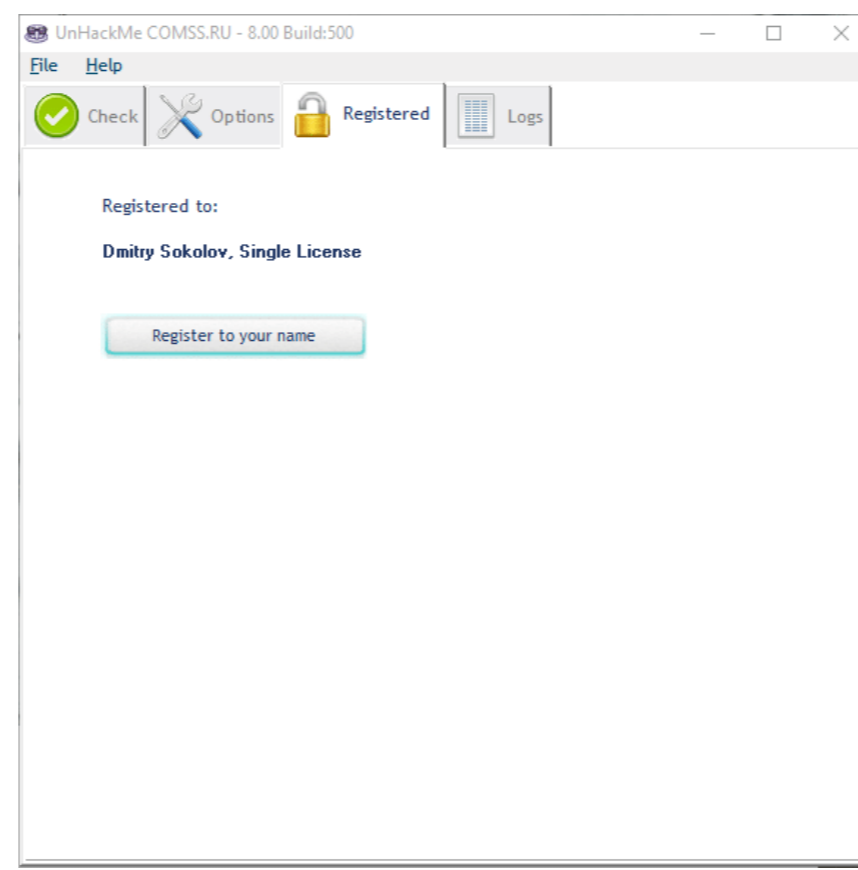 UnHackMe COMSS.RU - 8.00 Build:500
File Help
Check Options Registered Logs
Registered to:
Dmitry Sokolov, Single License
Register to your name